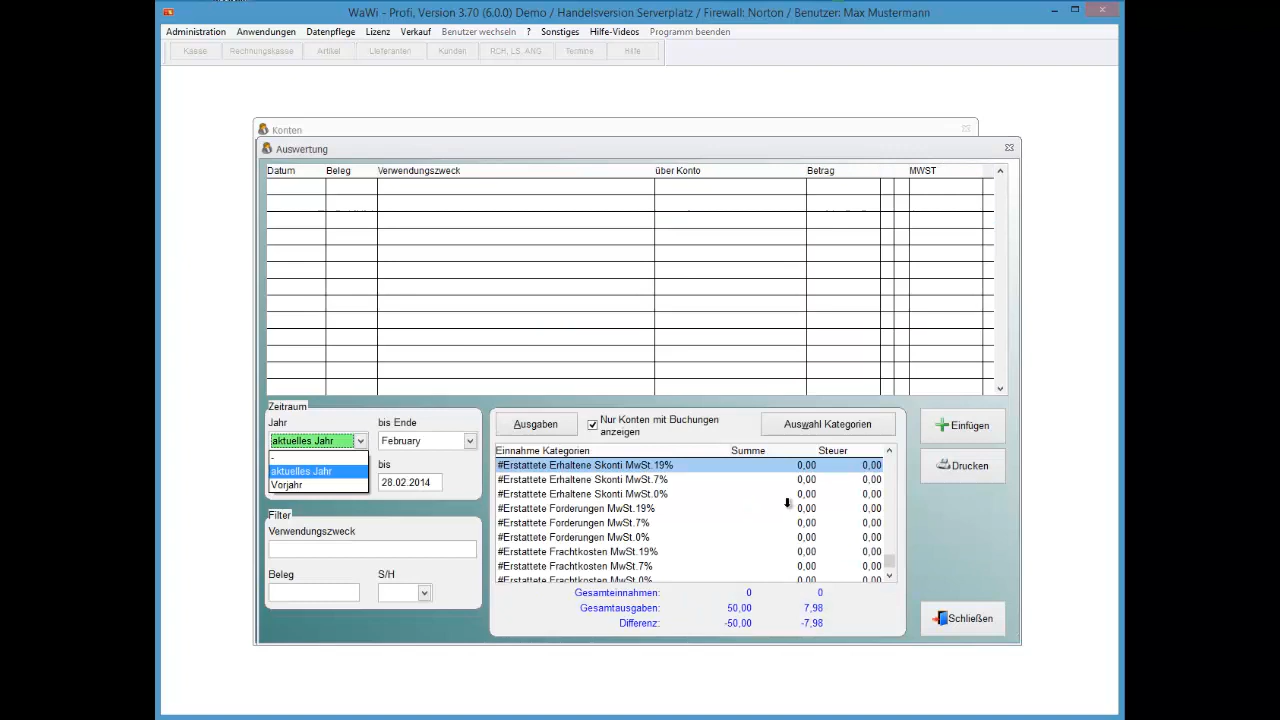 WaWi - Profi, Version 3.70 (6.0.0) Demo / Handelsversion Serverplatz / Firewall: Norton / Benutzer: Max Mustermann
Administration Anwendungen Datenpflege Lizenz Verkauf Benutzer wechseln ? Sonstiges Hilfe-Videos Programm beenden
Kasse Rechnungskasse Artikel Lieferanten Kunden RCH, LS, ANG Termine Hilfe
Konten
Auswertung
Datum Beleg Verwendungszweck über Konto Betrag MWST
Zeitraum
Jahr bis Ende
aktuelles Jahr February
-
aktuelles Jahr
Vorjahr
bis
28.02.2014
Filter
Verwendungszweck
Beleg S/H
Ausgaben
Nur Konten mit Buchungen
anzeigen
Auswahl Kategorien
Einnahme Kategorien Summe Steuer
#Erstattete Erhaltene Skonti MwSt.19% 0,00 0,00
#Erstattete Erhaltene Skonti MwSt.7% 0,00 0,00
#Erstattete Erhaltene Skonti MwSt.0% 0,00 0,00
#Erstattete Forderungen MwSt.19% 0,00 0,00
#Erstattete Forderungen MwSt.7% 0,00 0,00
#Erstattete Forderungen MwSt.0% 0,00 0,00
#Erstattete Frachtkosten MwSt.19% 0,00 0,00
#Erstattete Frachtkosten MwSt.7% 0,00 0,00
#Erstattete Frachtkosten MwSt.0% 0,00 0,00
Gesamteinnahmen: 0 0
Gesamtausgaben: 50,00 7,98
Differenz: -50,00 -7,98
Einfügen
Drucken
Schließen